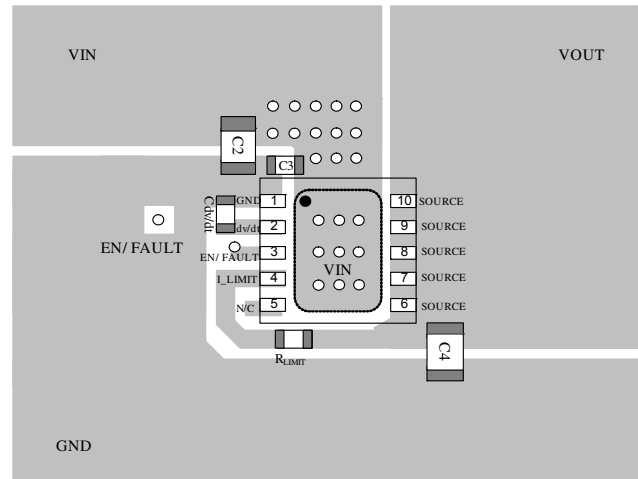 VIN
VOUT
C2
C3
Cdv/dt
GND
1
10
SOURCE
dv/dt
2
9
SOURCE
EN/ FAULT
EN/ FAULT
3
8
SOURCE
VIN
I_LIMIT
4
7
SOURCE
N/C
5
6
SOURCE
RLIMIT
C4
GND